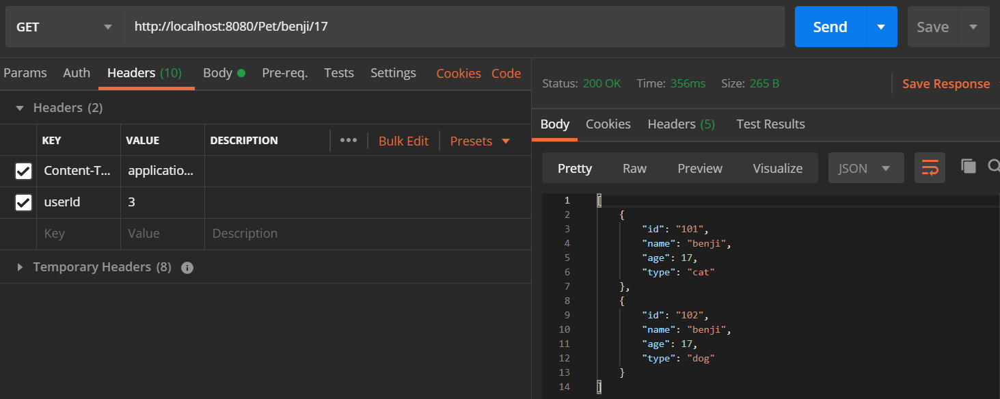 GET http://localhost:8080/Pet/benji/17 Send Save
Params Auth Headers (10) Body Pre-req. Tests Settings Cookies Code
Headers (2)
KEY VALUE DESCRIPTION ••• Bulk Edit Presets
Content-T... applicatio...
userId 3
Key Value Description
Temporary Headers (8) i
Status: 200 OK Time: 356ms Size: 265 B Save Response
Body Cookies Headers (5) Test Results
Pretty Raw Preview Visualize JSON
1 [
2 {
3 "id": "101",
4 "name": "benji",
5 "age": 17,
6 "type": "cat"
7 },
8 {
9 "id": "102",
10 "name": "benji",
11 "age": 17,
12 "type": "dog"
13 }
14 ]